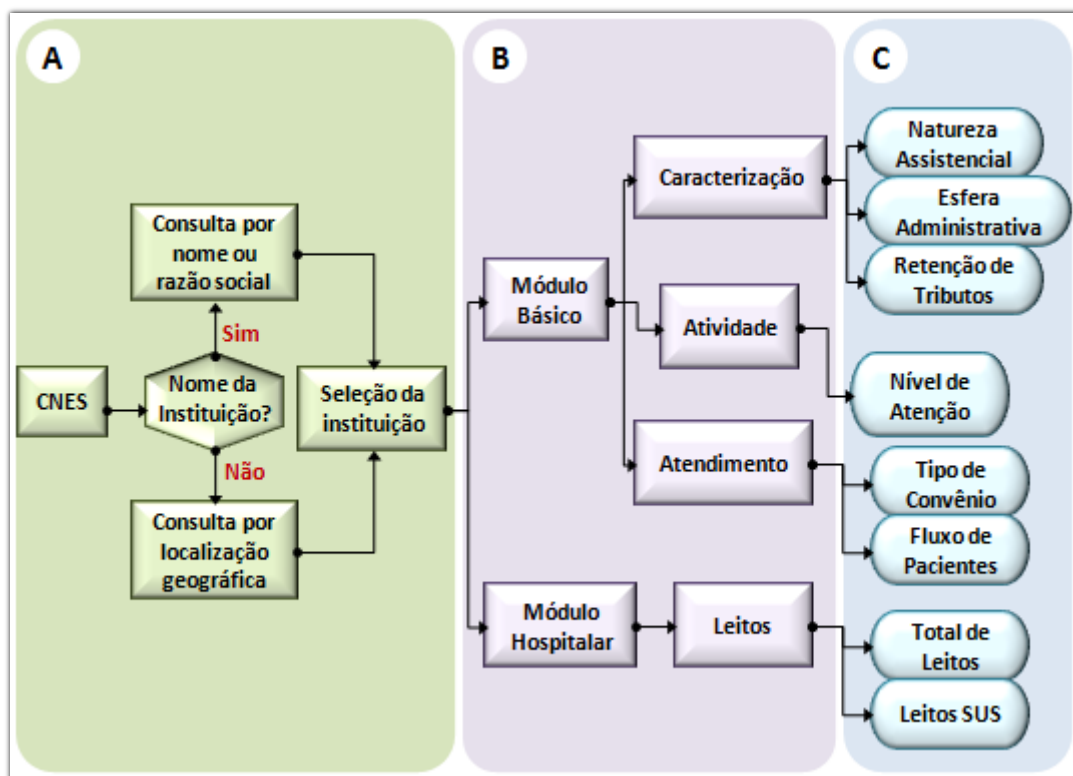 A
B
C
CNES
Nome da
Instituição?
Sim
Não
Consulta por
nome ou
razão social
Consulta por
localização
geográfica
Seleção da
instituição
Módulo
Básico
Módulo
Hospitalar
Caracterização
Atividade
Atendimento
Leitos
Natureza
Assistencial
Esfera
Administrativa
Retenção de
Tributos
Nível de
Atenção
Tipo de
Convênio
Fluxo de
Pacientes
Total de
Leitos
Leitos SUS